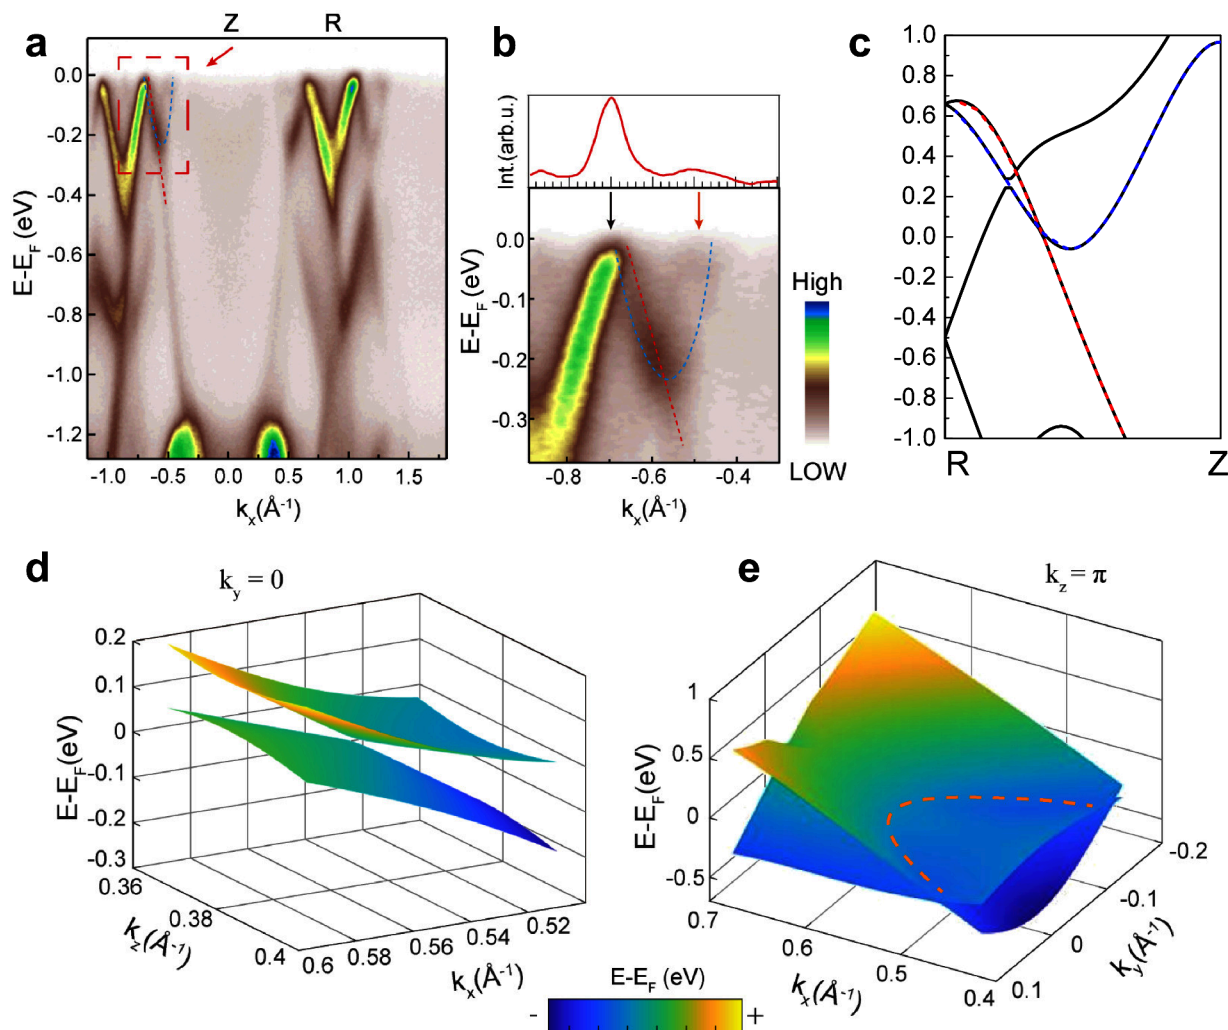 a
Z
R
b
c
0.0
-0.2
-0.4
-0.6
-0.8
-1.0
-1.2
E-E_F (eV)
-1.0
-0.5
0.0
0.5
1.0
1.5
k_x(Å⁻¹)
Int.(arb.u.)
0.0
-0.1
-0.2
-0.3
E-E_F (eV)
-0.8
-0.6
-0.4
k_x(Å⁻¹)
High
LOW
1.0
0.8
0.6
0.4
0.2
0.0
-0.2
-0.4
-0.6
-0.8
-1.0
R
Z
d
k_y = 0
0.2
0.1
0
-0.1
-0.2
-0.3
E-E_F(eV)
0.36
0.38
0.4
k_z(Å⁻¹)
0.6
0.58
0.56
0.54
0.52
k_x(Å⁻¹)
e
k_z = π
1
0.5
0
-0.5
E-E_F(eV)
0.7
0.6
0.5
0.4
k_x(Å⁻¹)
0.1
0
-0.1
-0.2
k_y(Å⁻¹)
E-E_F (eV)
-
+